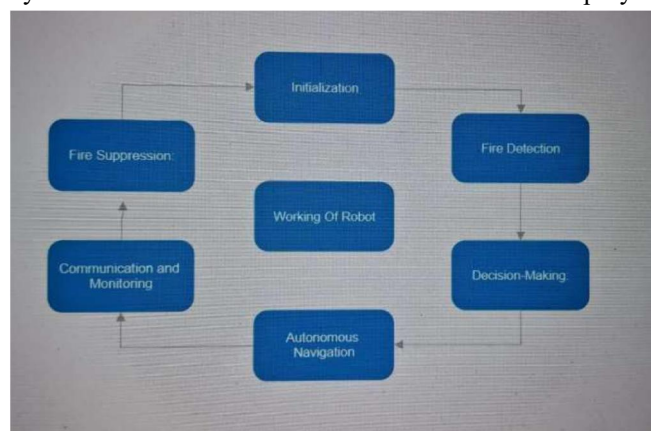 Initialization
Fire Detection
Decision-Making.
Autonomous
Navigation
Communication and
Monitoring
Fire Suppression:
Working Of Robot